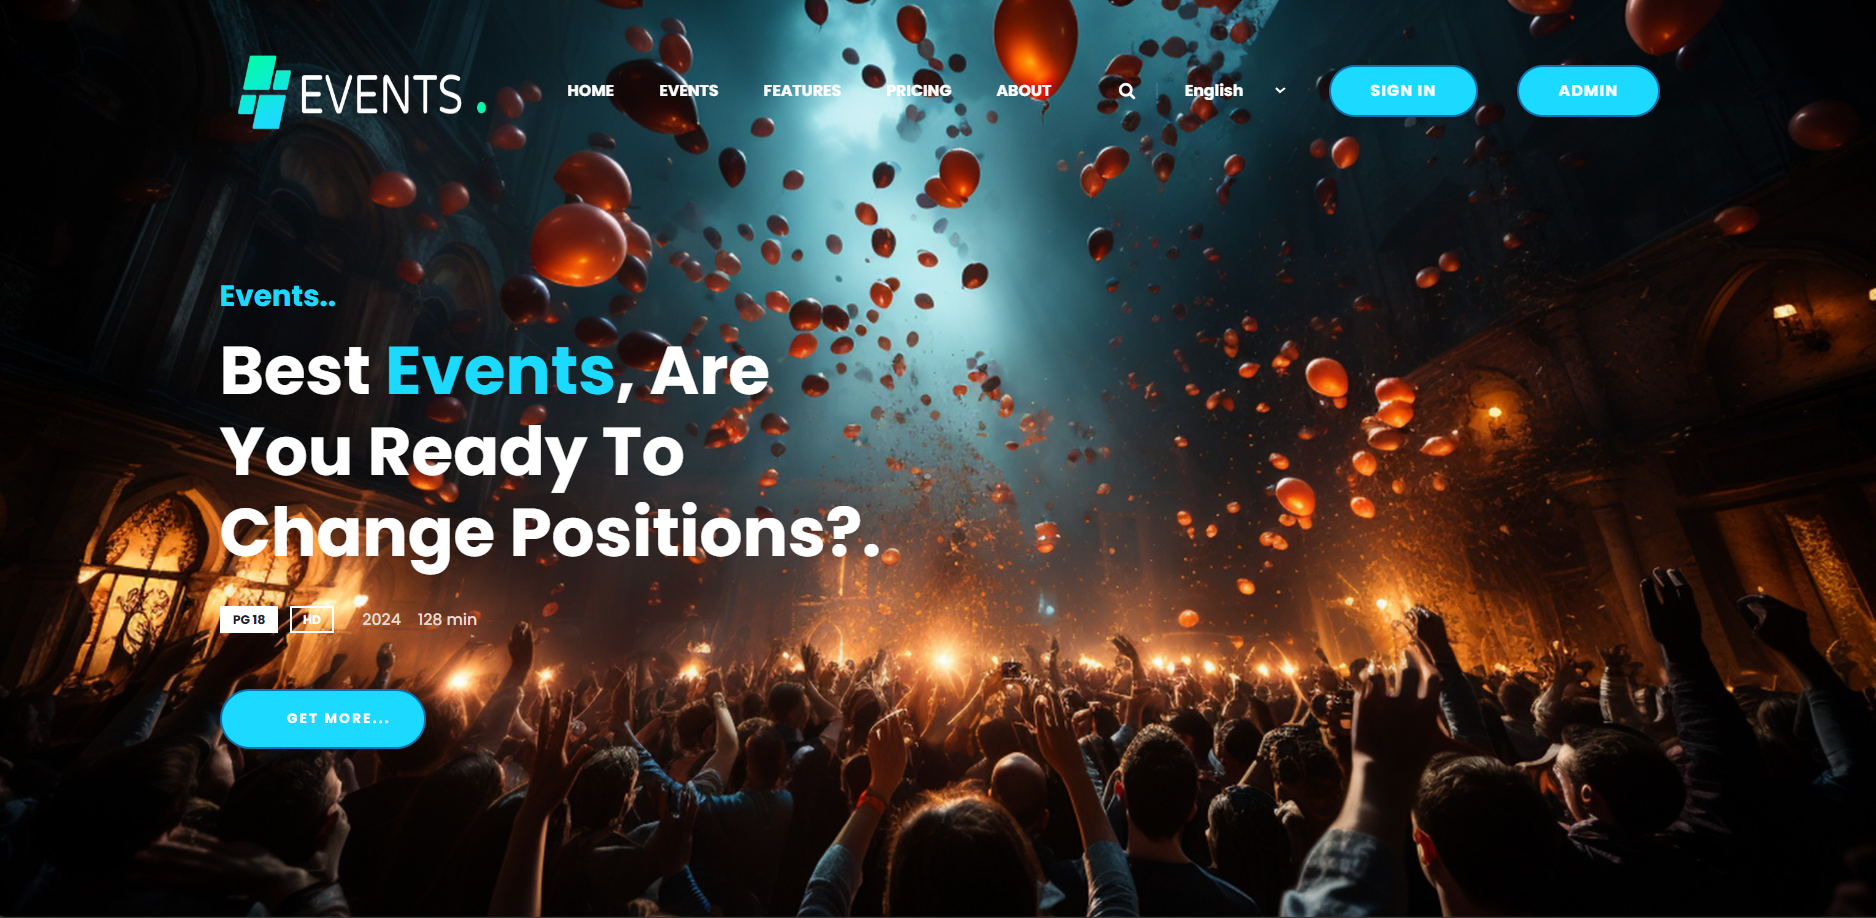 EVENTS.
HOME EVENTS FEATURES PRICING ABOUT English SIGN IN ADMIN
Events..
Best Events, Are
You Ready To
Change Positions?.
PG 18 HD 2024 128 min
GET MORE...